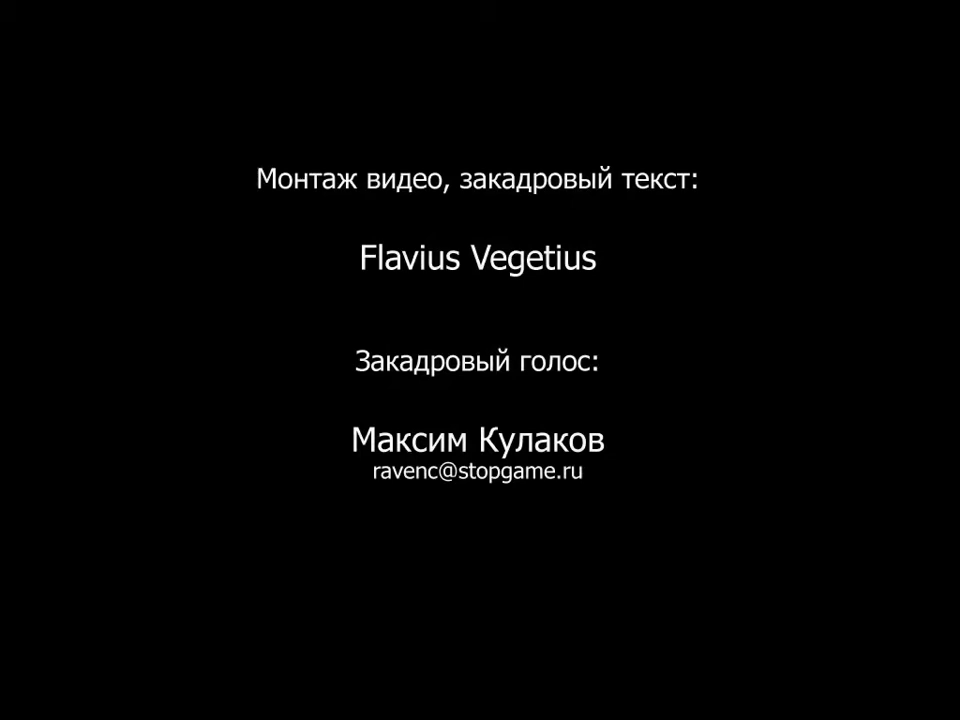 Монтаж видео, закадровый текст:
Flavius Vegetius
Закадровый голос:
Максим Кулаков
ravenc@stopgame.ru